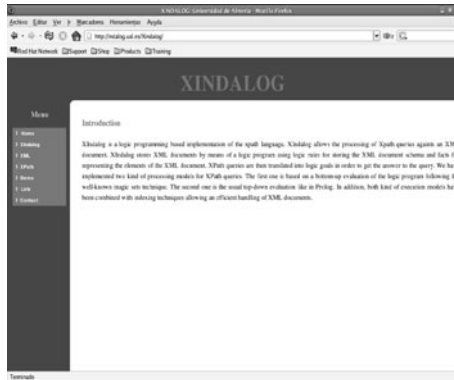 XINDALOG: Universidad de Almeria - Mozilla Firefox
Archivo Editar Ver Ir Marcadores Herramientas Ayuda
http://indalog.ual.es/Xindalog/
Red Hat Network Support Shop Products Training
XINDALOG
Menu
Home
Xindalog
XML
XPath
Demo
Link
Contact
Introduction
XIndalog is a logic programming based implementation of the xpath language. XIndalog allows the processing of Xpath queries against an XM
document. XIndalog stores XML documents by means of a logic program using logic rules for storing the XML document schema and facts f
representing the elements of the XML document. XPath queries are then translated into logic goals in order to get the answer to the query. We ha
implemented two kind of processing models for XPath queries. The first one is based on a bottom-up evaluation of the logic program following t
well-known magic sets technique. The second one is the usual top-down evaluation like in Prolog. In addition, both kind of execution models ha
been combined with indexing techniques allowing an efficient handling of XML documents.
Terminado